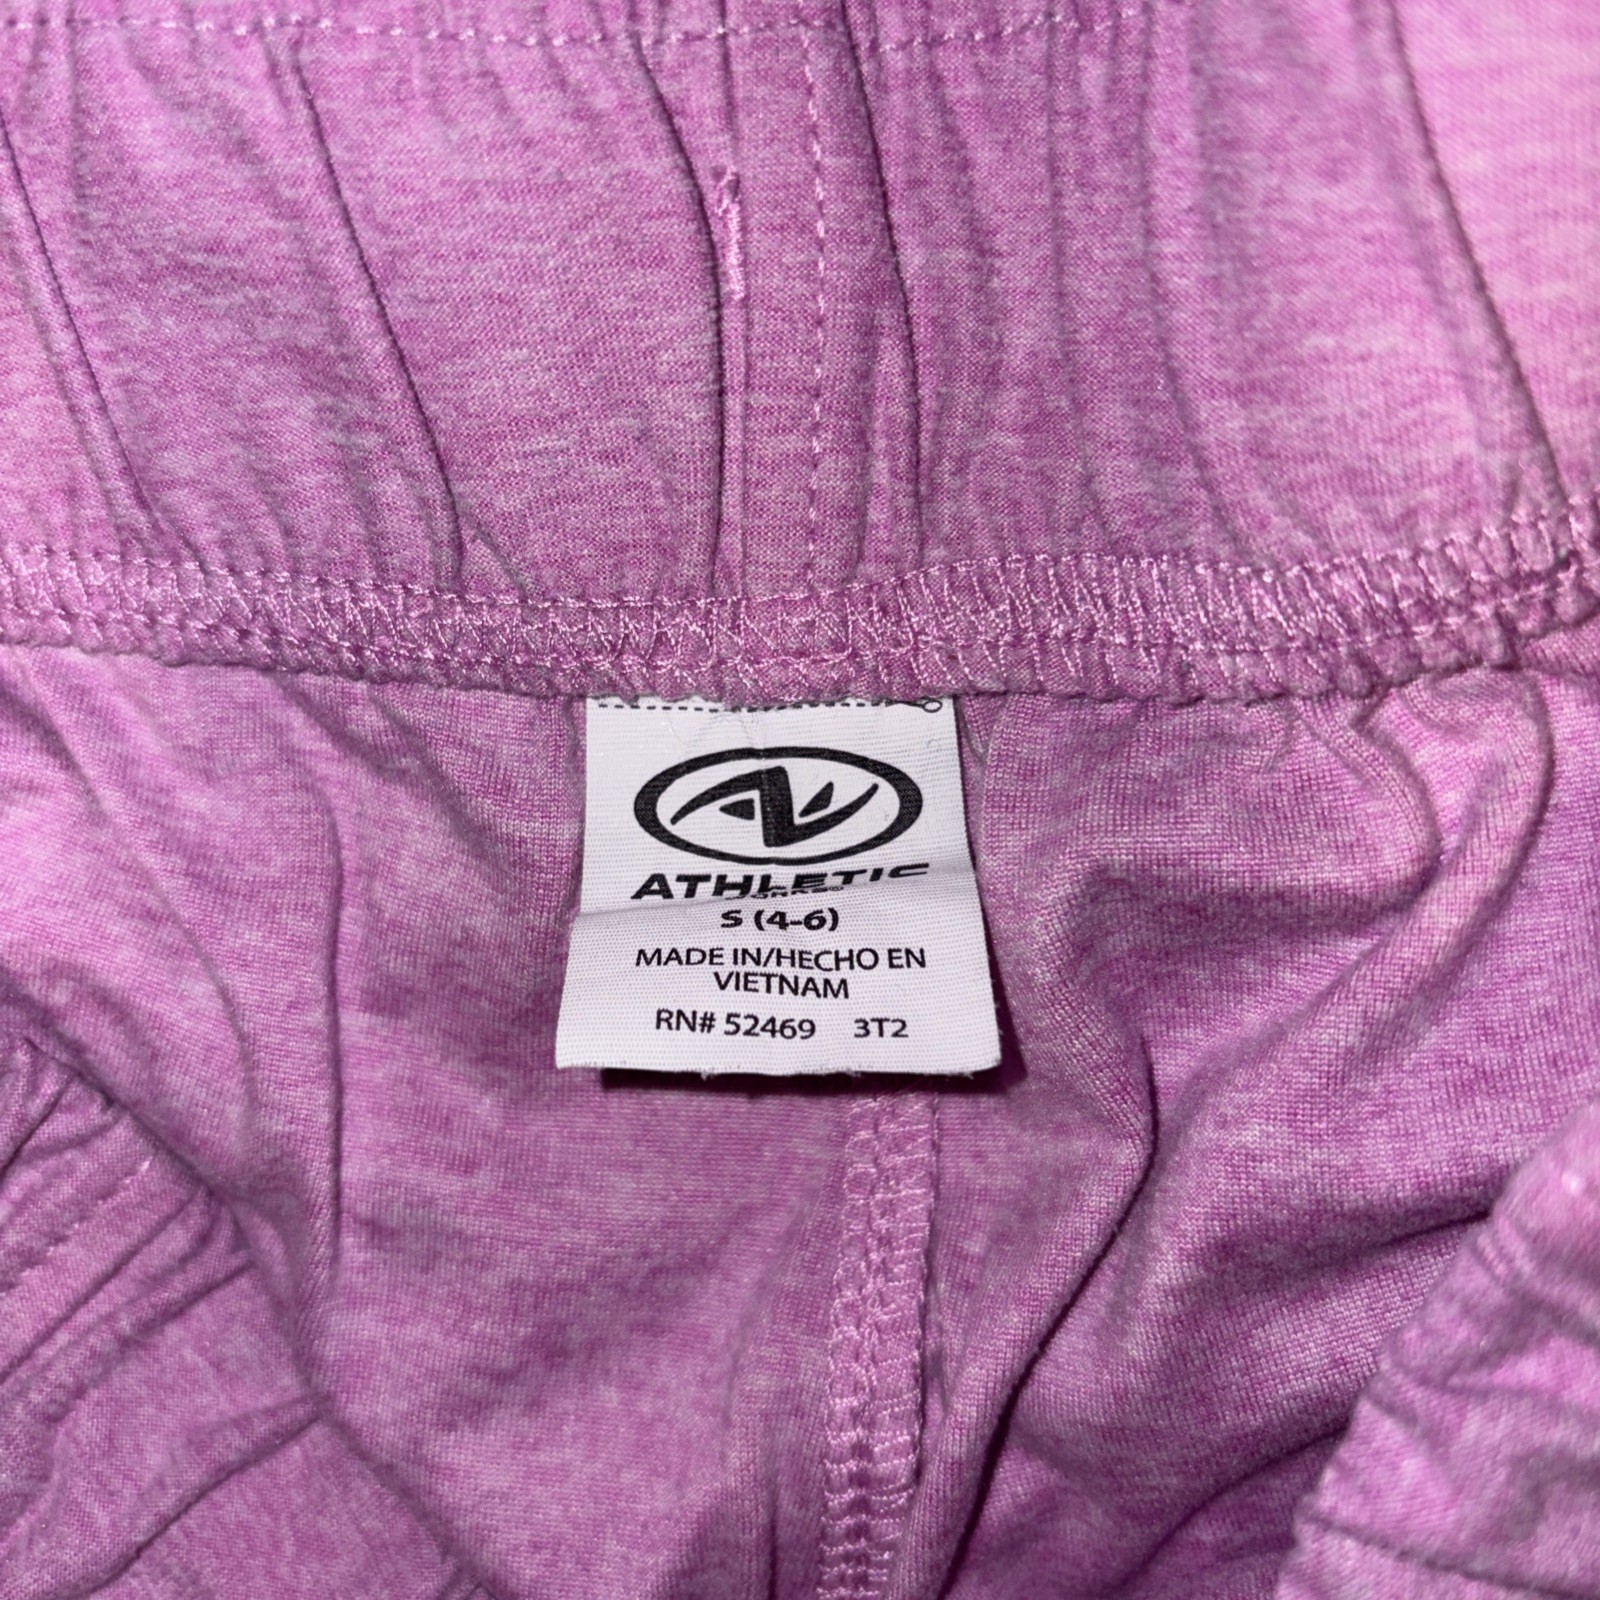 ATHLETIC
S (4-6)
MADE IN/HECHO EN
VIETNAM
RN# 52469 3T2